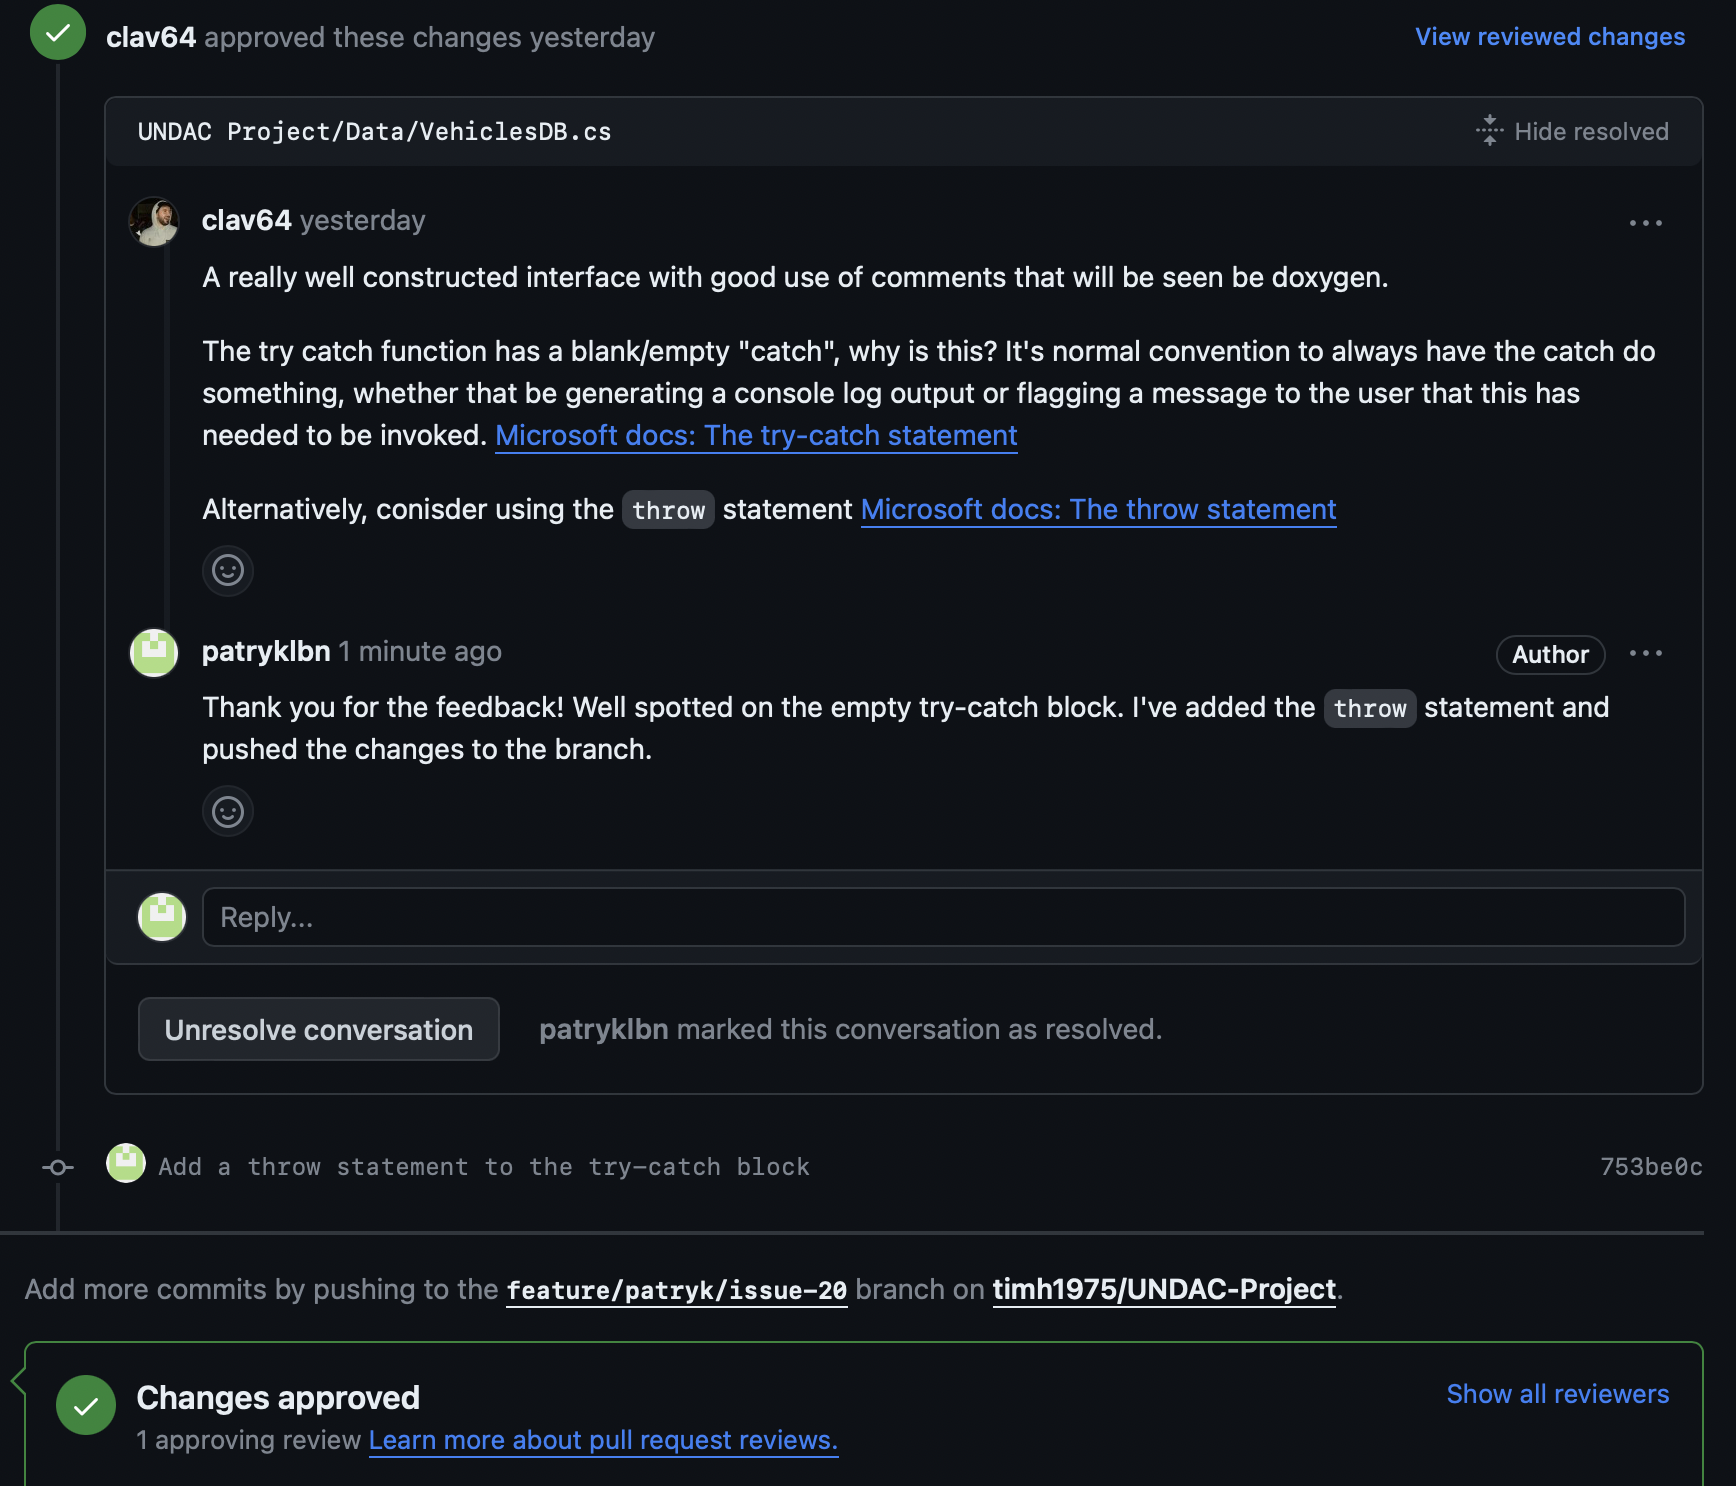 clav64 approved these changes yesterday
View reviewed changes
UNDAC Project/Data/VehiclesDB.cs
Hide resolved
clav64 yesterday
A really well constructed interface with good use of comments that will be seen be doxygen.
The try catch function has a blank/empty "catch", why is this? It's normal convention to always have the catch do
something, whether that be generating a console log output or flagging a message to the user that this has
needed to be invoked. Microsoft docs: The try-catch statement
Alternatively, conisder using the throw statement Microsoft docs: The throw statement
patryklbn 1 minute ago
Author
Thank you for the feedback! Well spotted on the empty try-catch block. I've added the throw statement and
pushed the changes to the branch.
Reply...
Unresolve conversation
patryklbn marked this conversation as resolved.
Add a throw statement to the try-catch block
753be0c
Add more commits by pushing to the feature/patryk/issue-20 branch on timh1975/UNDAC-Project.
Changes approved
Show all reviewers
1 approving review Learn more about pull request reviews.